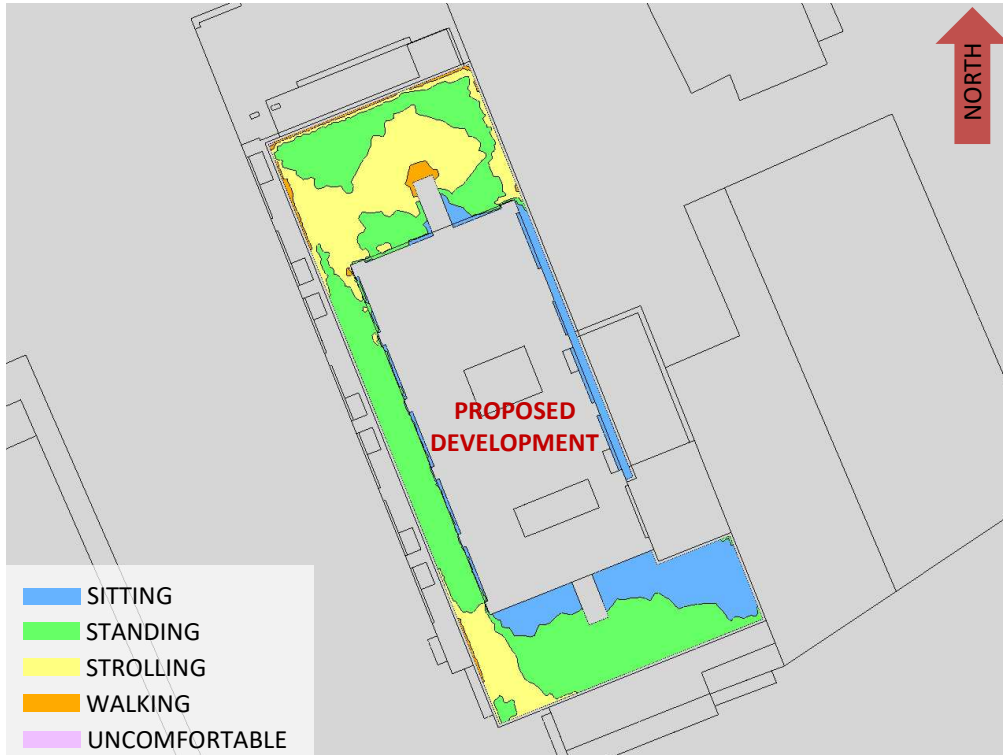 NORTH
PROPOSED
DEVELOPMENT
SITTING
STANDING
STROLLING
WALKING
UNCOMFORTABLE